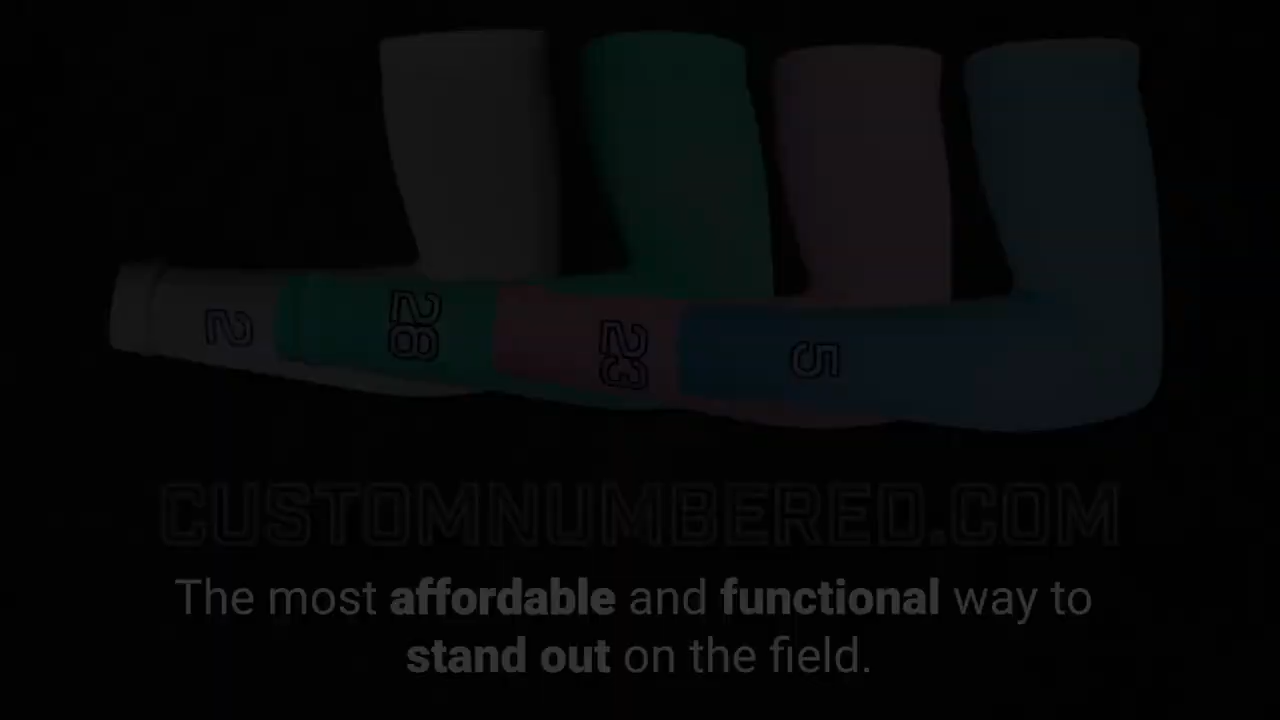 2
28
23
5
CUSTOMNUMBERED.COM
The most affordable and functional way to
stand out on the field.